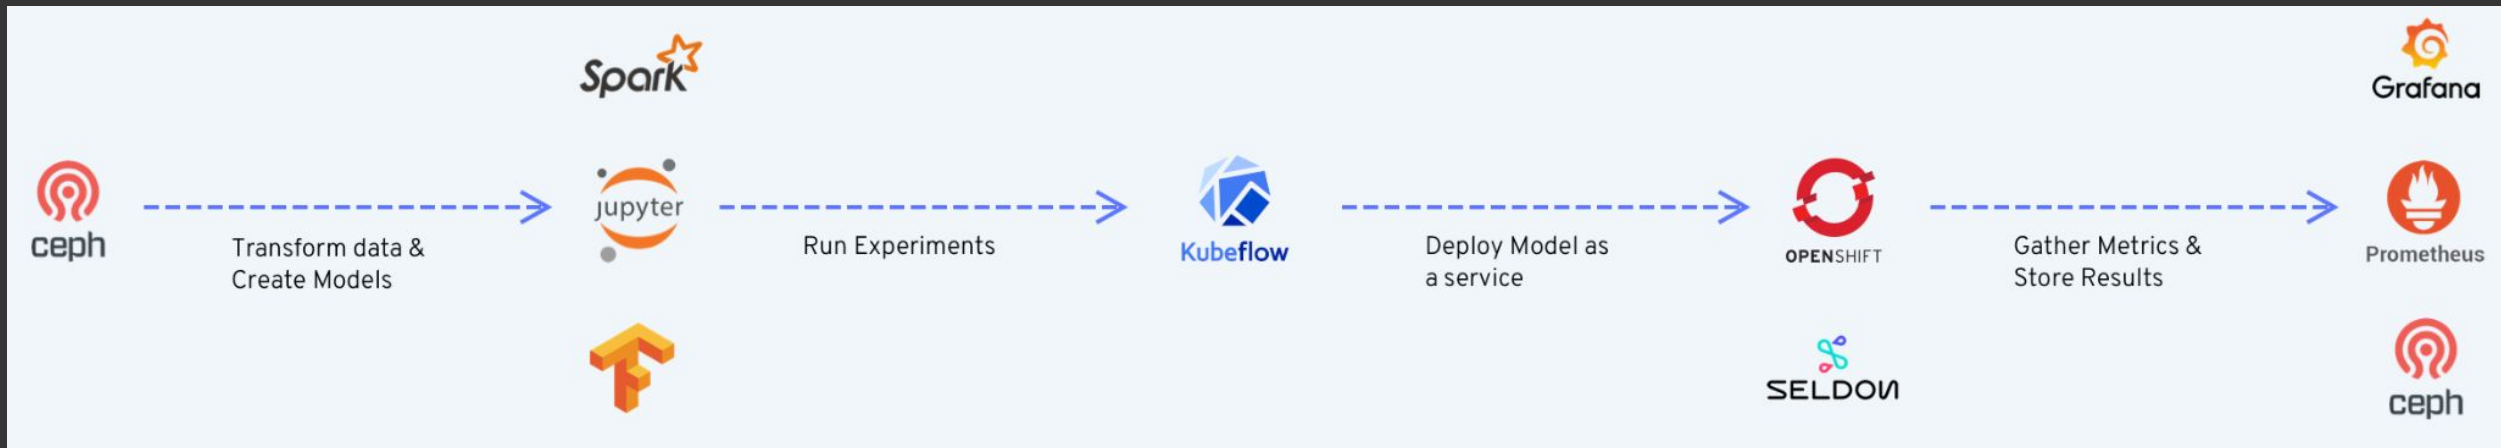 Spark
Grafana
ceph
Transform data &
Create Models
jupyter
Run Experiments
Kubeflow
Deploy Model as
a service
OPENSHIFT
Gather Metrics &
Store Results
Prometheus
SELDON
ceph